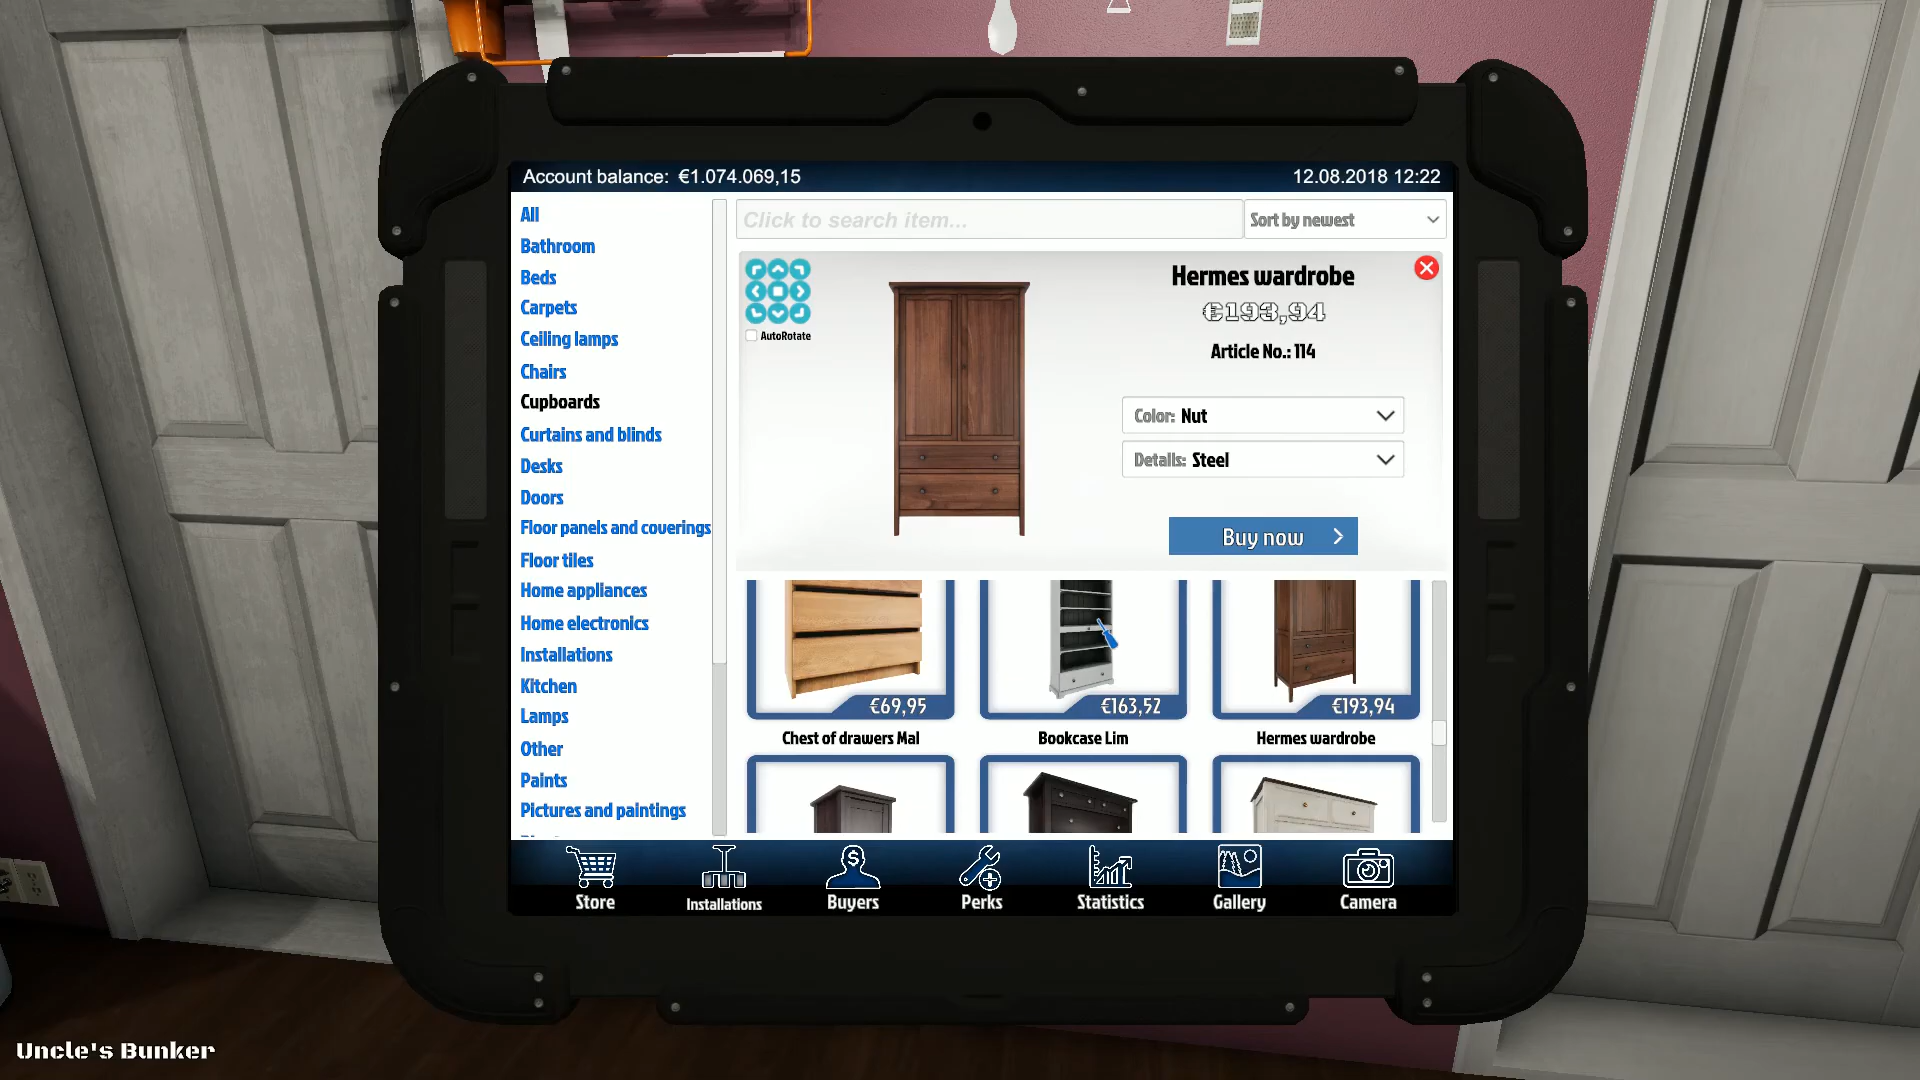 Account balance: €1.074.069,15
12.08.2018 12:22
All
Bathroom
Beds
Carpets
Ceiling lamps
Chairs
Cupboards
Curtains and blinds
Desks
Doors
Floor panels and coverings
Floor tiles
Home appliances
Home electronics
Installations
Kitchen
Lamps
Other
Paints
Pictures and paintings
Click to search item...
Sort by newest
AutoRotate
Hermes wardrobe
€193,94
Article No.: 114
Color: Nut
Details: Steel
Buy now
€69,95
€163,52
€193,94
Chest of drawers Mal
Bookcase Lim
Hermes wardrobe
Store
Installations
Buyers
Perks
Statistics
Gallery
Camera
Uncle's Bunker